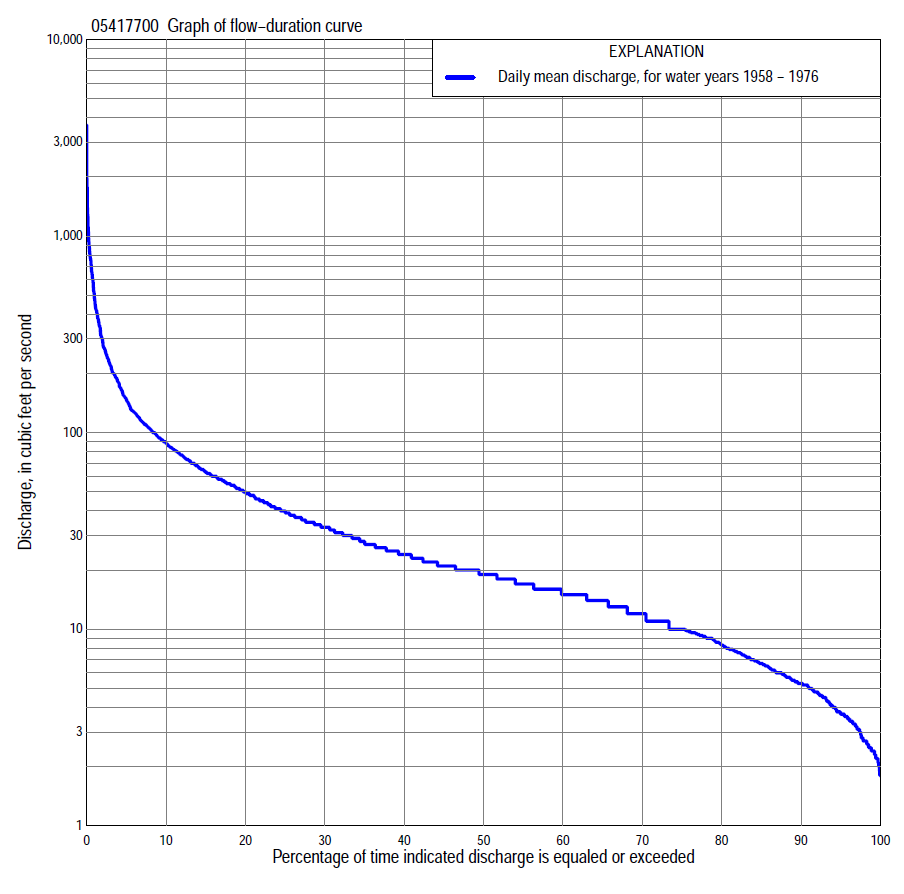 05417700 Graph of flow–duration curve
EXPLANATION
Daily mean discharge, for water years 1958 – 1976
10,000
3,000
1,000
300
100
30
10
3
1
Discharge, in cubic feet per second
0 10 20 30 40 50 60 70 80 90 100
Percentage of time indicated discharge is equaled or exceeded